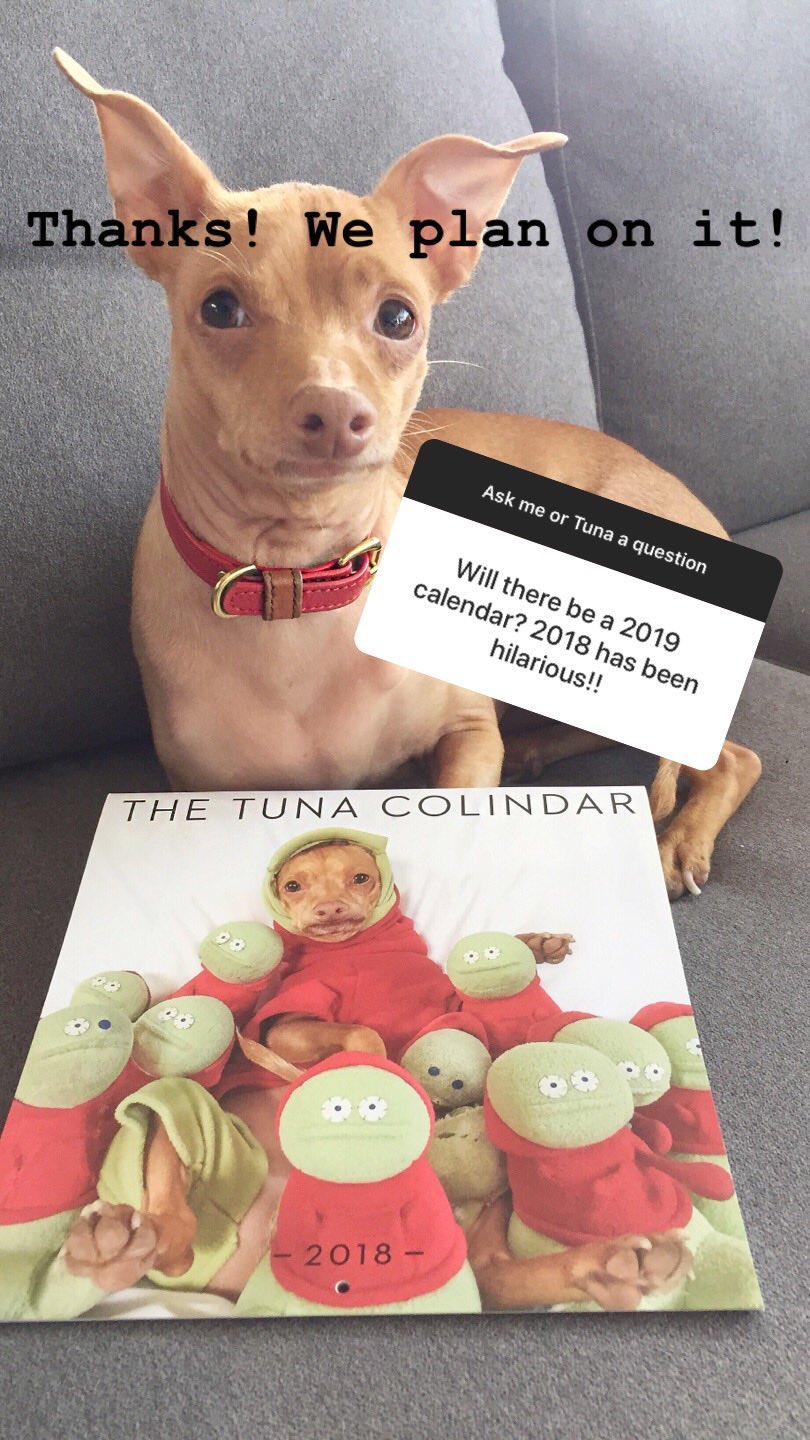 Thanks! We plan on it!
Ask me or Tuna a question
Will there be a 2019
calendar? 2018 has been
hilarious!!
THE TUNA COLINDAR
- 2018 -